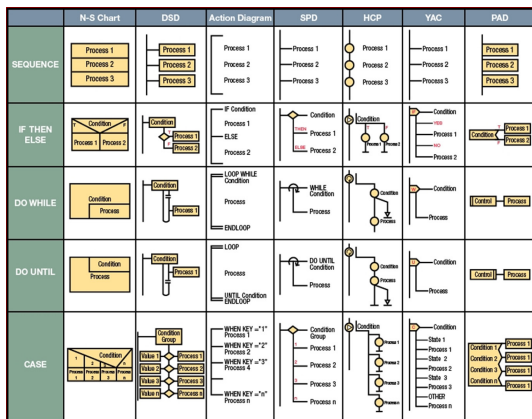 N-S Chart DSD Action Diagram SPD HCP YAC PAD
SEQUENCE
Process 1
Process 2
Process 3
Process 1
Process 2
Process 3
Process 1
Process 2
Process 3
Process 1
Process 2
Process 3
Process 1
Process 2
Process 3
Process 1
Process 2
Process 3
Process 1
Process 2
Process 3
IF THEN
ELSE
Condition
T F
Process 1 Process 2
Condition
T
Process 1
F
Process 2
IF Condition
Process 1
ELSE
Process 2
Condition
THEN
Process 1
ELSE
Process 2
Condition
T F
Process 1 Process 2
Condition
YES
Process 1
NO
Process 2
Condition
T
Process 1
F
Process 2
DO WHILE
Condition
Process
Condition
Process 1
LOOP WHILE
Condition
Process
ENDLOOP
WHILE
Condition
Process
Condition
Process
Condition
Process
Control Process
DO UNTIL
Condition
Process
Condition
Process 1
LOOP
Process
UNTIL Condition
ENDLOOP
DO UNTIL
Condition
Process
Condition
Process
U
Condition
Process
Control Process
CASE
Condition
1 2 3 n
Process 1 Process 2 Process 3 Process n
Condition
Group
Value 1 Process 1
Value 2 Process 2
Value 3 Process 3
Value n Process n
WHEN KEY ="1"
Process 1
WHEN KEY ="2"
Process 2
WHEN KEY ="3"
Process 4
WHEN KEY ="n"
Process n
Condition
Group
1
Process 1
2
Process 2
3
Process 3
n
Process n
Condition
Process 1
Process 2
Process 3
Process n
Condition
State 1
Process 1
State 2
Process 2
State 3
Process 3
OTHER
Process n
Condition 1 Process 1
Condition 2 Process 1
Condition 3 Process 1
Condition n Process 1